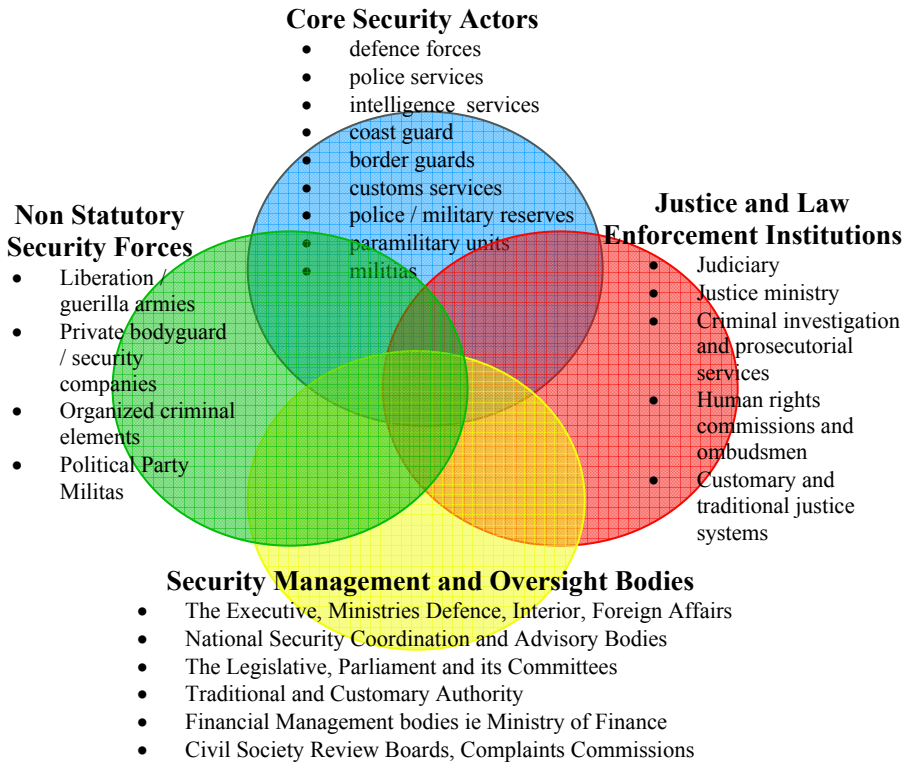 Core Security Actors
• defence forces
• police services
• intelligence services
• coast guard
• border guards
• customs services
• police / military reserves
• paramilitary units
• militias
Non Statutory
Security Forces
• Liberation /
guerilla armies
• Private bodyguard
/ security
companies
• Organized criminal
elements
• Political Party
Militas
Justice and Law
Enforcement Institutions
• Judiciary
• Justice ministry
• Criminal investigation
and prosecutorial
services
• Human rights
commissions and
ombudsmen
• Customary and
traditional justice
systems
Security Management and Oversight Bodies
• The Executive, Ministries Defence, Interior, Foreign Affairs
• National Security Coordination and Advisory Bodies
• The Legislative, Parliament and its Committees
• Traditional and Customary Authority
• Financial Management bodies ie Ministry of Finance
• Civil Society Review Boards, Complaints Commissions